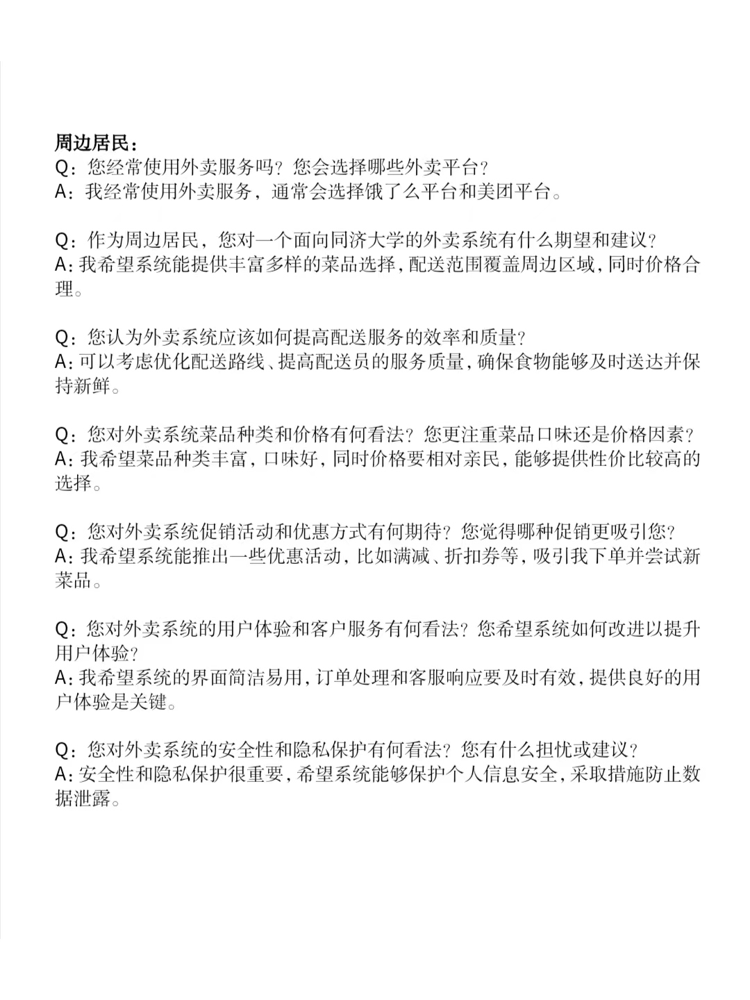 周边居民：
Q：您经常使用外卖服务吗？您会选择哪些外卖平台？
A：我经常使用外卖服务，通常会选择饿了么平台和美团平台。
Q：作为周边居民，您对一个面向同济大学的外卖系统有什么期望和建议？
A：我希望系统能提供丰富多样的菜品选择，配送范围覆盖周边区域，同时价格合
理。
Q：您认为外卖系统应该如何提高配送服务的效率和质量？
A：可以考虑优化配送路线、提高配送员的服务质量，确保食物能够及时送达并保
持新鲜。
Q：您对外卖系统菜品种类和价格有何看法？您更注重菜品口味还是价格因素？
A：我希望菜品种类丰富，口味好，同时价格要相对亲民，能够提供性价比较高的
选择。
Q：您对外卖系统促销活动和优惠方式有何期待？您觉得哪种促销更吸引您？
A：我希望系统能推出一些优惠活动，比如满减、折扣券等，吸引我下单并尝试新
菜品。
Q：您对外卖系统的用户体验和客户服务有何看法？您希望系统如何改进以提升
用户体验？
A：我希望系统的界面简洁易用，订单处理和客服响应要及时有效，提供良好的用
户体验是关键。
Q：您对外卖系统的安全性和隐私保护有何看法？您有什么担忧或建议？
A：安全性和隐私保护很重要，希望系统能够保护个人信息安全，采取措施防止数
据泄露。